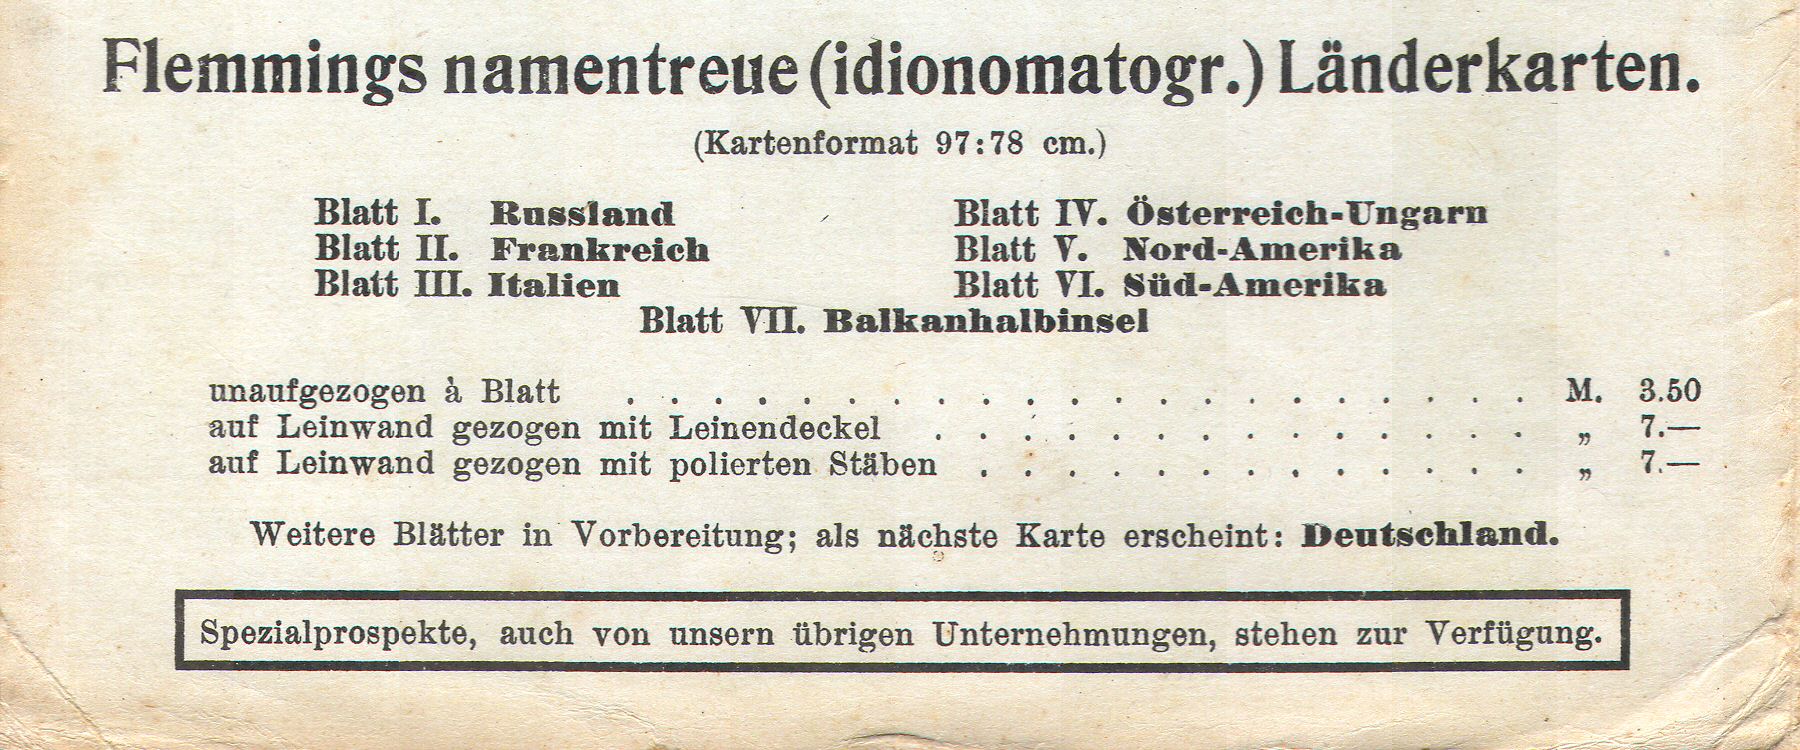 Flemmings namentreue (idionomatogr.) Länderkarten.
(Kartenformat 97:78 cm.)
Blatt I. Russland
Blatt II. Frankreich
Blatt III. Italien
Blatt IV. Österreich-Ungarn
Blatt V. Nord-Amerika
Blatt VI. Süd-Amerika
Blatt VII. Balkanhalbinsel
unaufgezogen à Blatt . . . . . . . . . . . . . . . . . . . . . M. 3.50
auf Leinwand gezogen mit Leinendeckel . . . . . . . . . . . . . . „ 7.—
auf Leinwand gezogen mit polierten Stäben . . . . . . . . . . . . . „ 7.—
Weitere Blätter in Vorbereitung; als nächste Karte erscheint: Deutschland.
Spezialprospekte, auch von unsern übrigen Unternehmungen, stehen zur Verfügung.